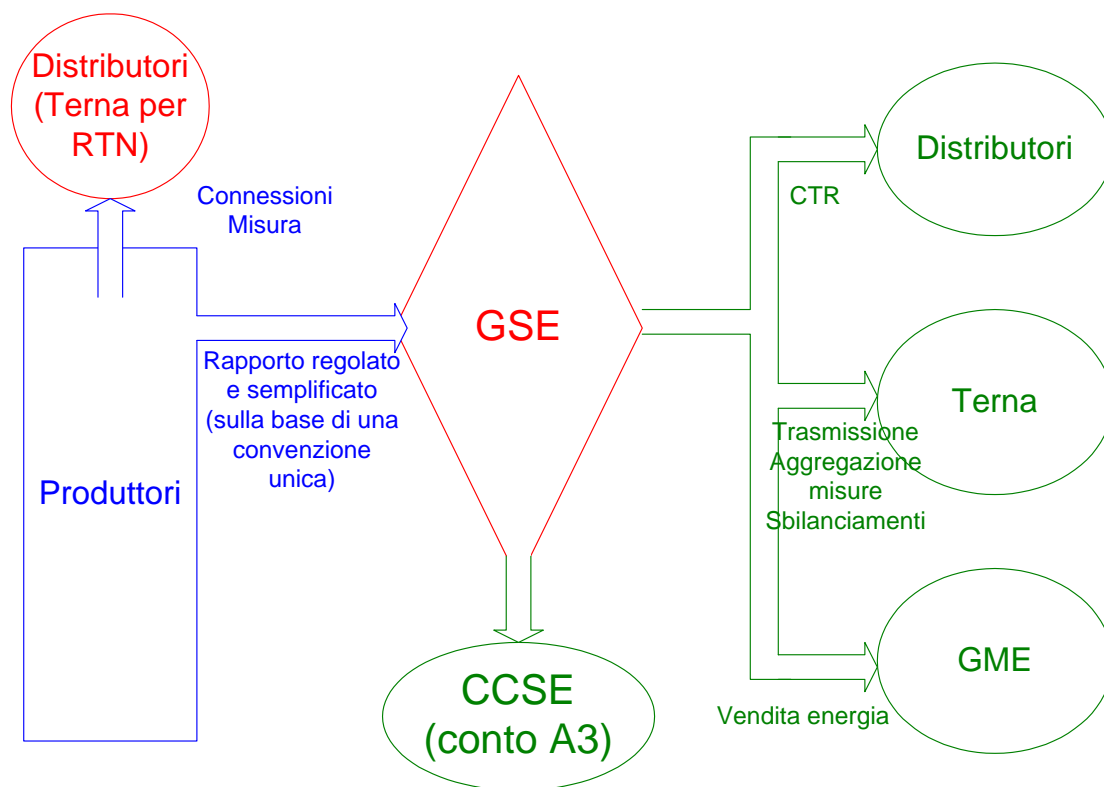 Distributori
(Terna per
RTN)
Connessioni
Misura
Produttori
Rapporto regolato
e semplificato
(sulla base di una
convenzione
unica)
GSE
CCSE
(conto A3)
CTR
Distributori
Terna
Trasmissione
Aggregazione
misure
Sbilanciamenti
GME
Vendita energia